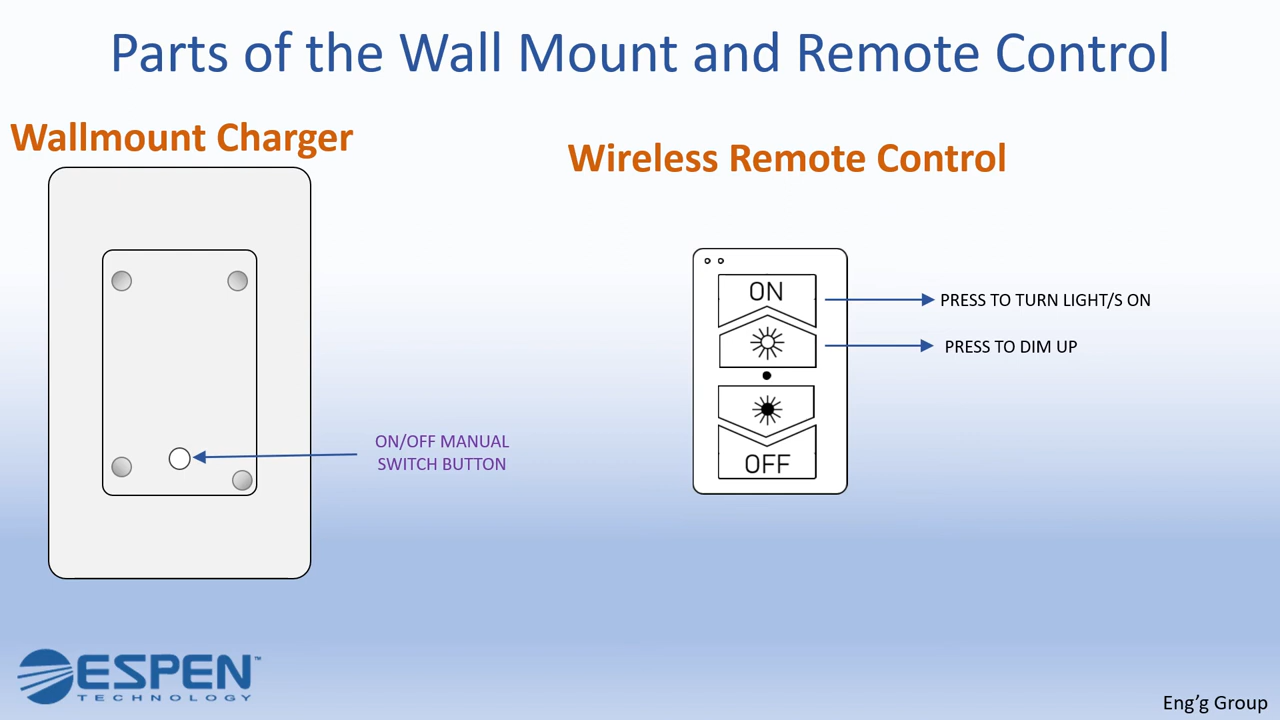 Parts of the Wall Mount and Remote Control
Wallmount Charger
Wireless Remote Control
ON
PRESS TO TURN LIGHT/S ON
PRESS TO DIM UP
ON/OFF MANUAL
SWITCH BUTTON
OFF
ESPEN™
TECHNOLOGY
Eng’g Group